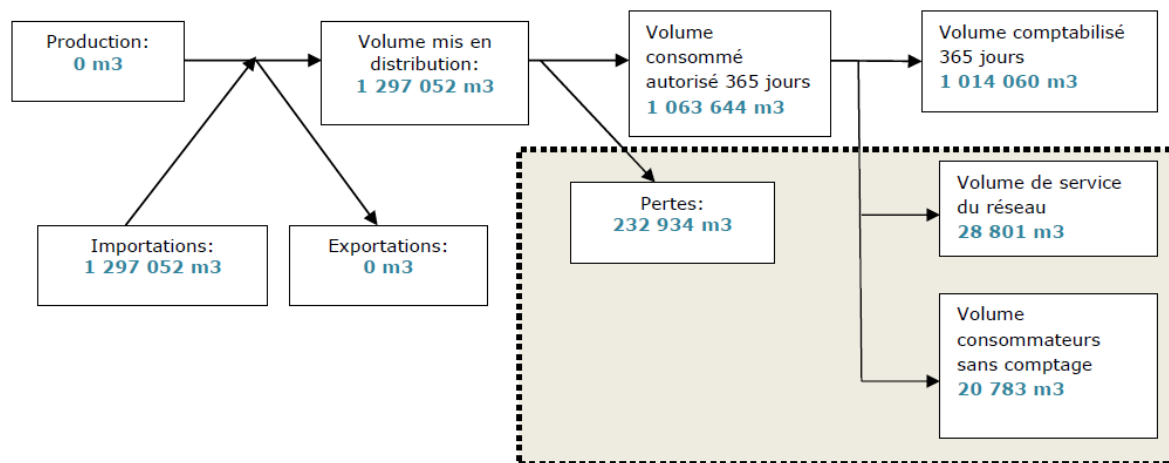 Production:
0 m3
Volume mis en
distribution:
1 297 052 m3
Volume
consommé
autorisé 365 jours
1 063 644 m3
Volume comptabilisé
365 jours
1 014 060 m3
Importations:
1 297 052 m3
Exportations:
0 m3
Pertes:
232 934 m3
Volume de service
du réseau
28 801 m3
Volume
consommateurs
sans comptage
20 783 m3